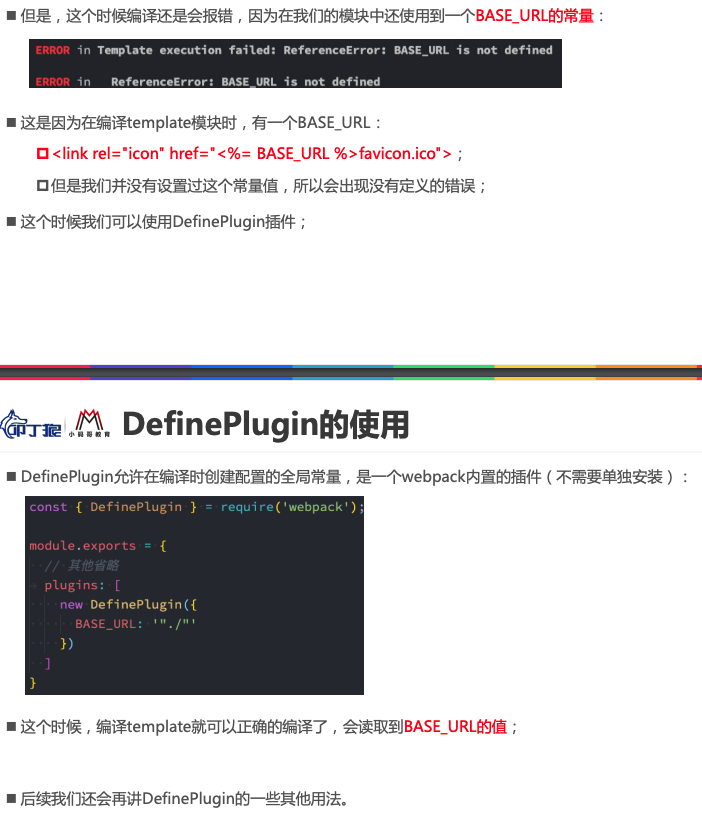 但是，这个时候编译还是会报错，因为在我们的模块中还使用到一个BASE_URL的常量：
ERROR in Template execution failed: ReferenceError: BASE_URL is not defined
ERROR in   ReferenceError: BASE_URL is not defined
这是因为在编译template模块时，有一个BASE_URL：
<link rel="icon" href="<%= BASE_URL %>favicon.ico">；
但是我们并没有设置过这个常量值，所以会出现没有定义的错误；
这个时候我们可以使用DefinePlugin插件；
叩丁狼
小码哥教育
DefinePlugin的使用
DefinePlugin允许在编译时创建配置的全局常量，是一个webpack内置的插件（不需要单独安装）：
const { DefinePlugin } = require('webpack');
module.exports = {
  // 其他省略
  plugins: [
    new DefinePlugin({
      BASE_URL: '"./"'
    })
  ]
}
这个时候，编译template就可以正确的编译了，会读取到BASE_URL的值；
后续我们还会再讲DefinePlugin的一些其他用法。